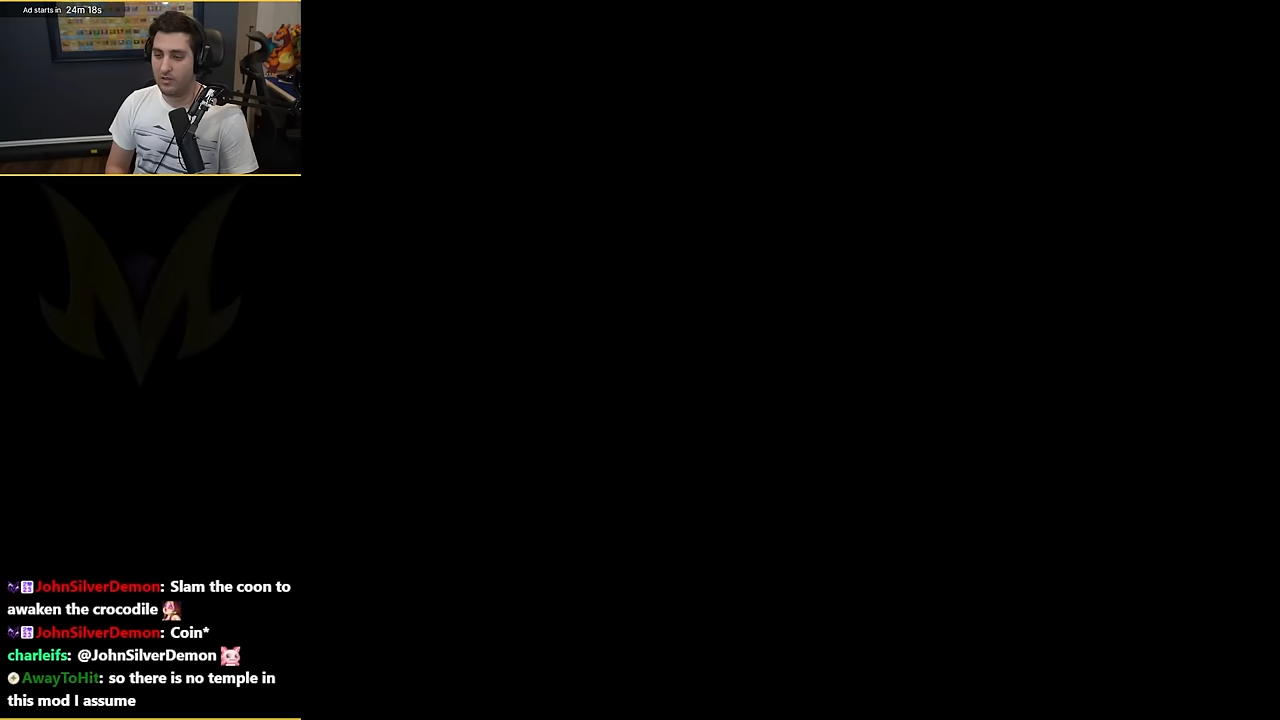 Ad starts in 24m 18s
JohnSilverDemon: Slam the coon to
awaken the crocodile
JohnSilverDemon: Coin*
charleifs: @JohnSilverDemon
AwayToHit: so there is no temple in
this mod I assume